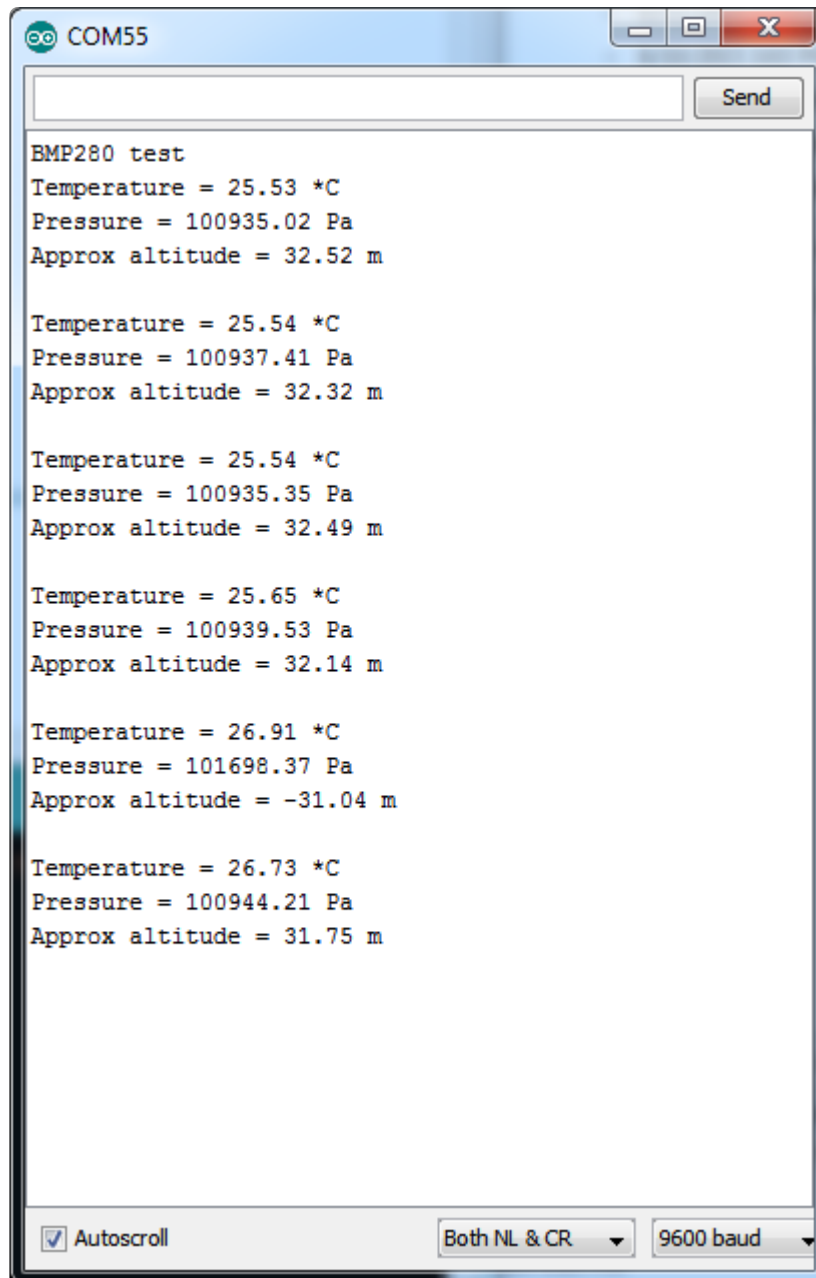 COM55
Send
BMP280 test
Temperature = 25.53 *C
Pressure = 100935.02 Pa
Approx altitude = 32.52 m
Temperature = 25.54 *C
Pressure = 100937.41 Pa
Approx altitude = 32.32 m
Temperature = 25.54 *C
Pressure = 100935.35 Pa
Approx altitude = 32.49 m
Temperature = 25.65 *C
Pressure = 100939.53 Pa
Approx altitude = 32.14 m
Temperature = 26.91 *C
Pressure = 101698.37 Pa
Approx altitude = -31.04 m
Temperature = 26.73 *C
Pressure = 100944.21 Pa
Approx altitude = 31.75 m
Autoscroll Both NL & CR 9600 baud